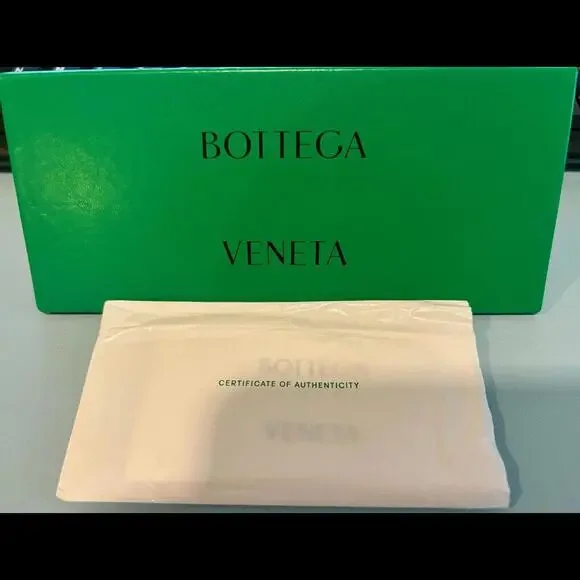 BOTTEGA
VENETA
BOTTEGA
CERTIFICATE OF AUTHENTICITY
VENETA